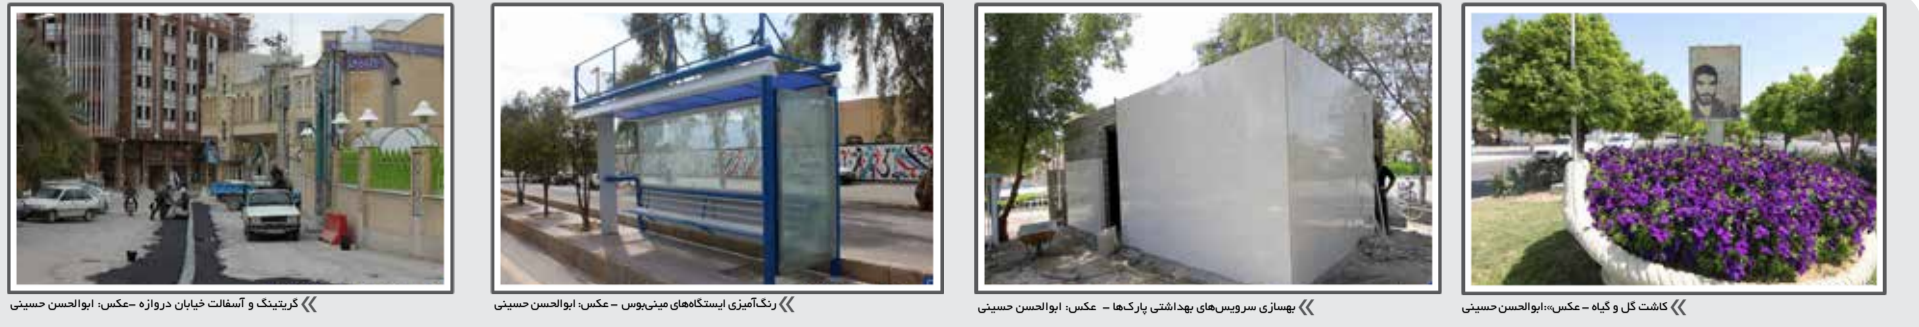 کاشت گل و گیاه – عکس»:ابوالحسن حسینی
بهسازی سرویس‌های بهداشتی پارک‌ها – عکس: ابوالحسن حسینی
رنگ‌آمیزی ایستگاه‌های مینی‌بوس – عکس: ابوالحسن حسینی
گریتینگ و آسفالت خیابان دروازه –عکس: ابوالحسن حسینی